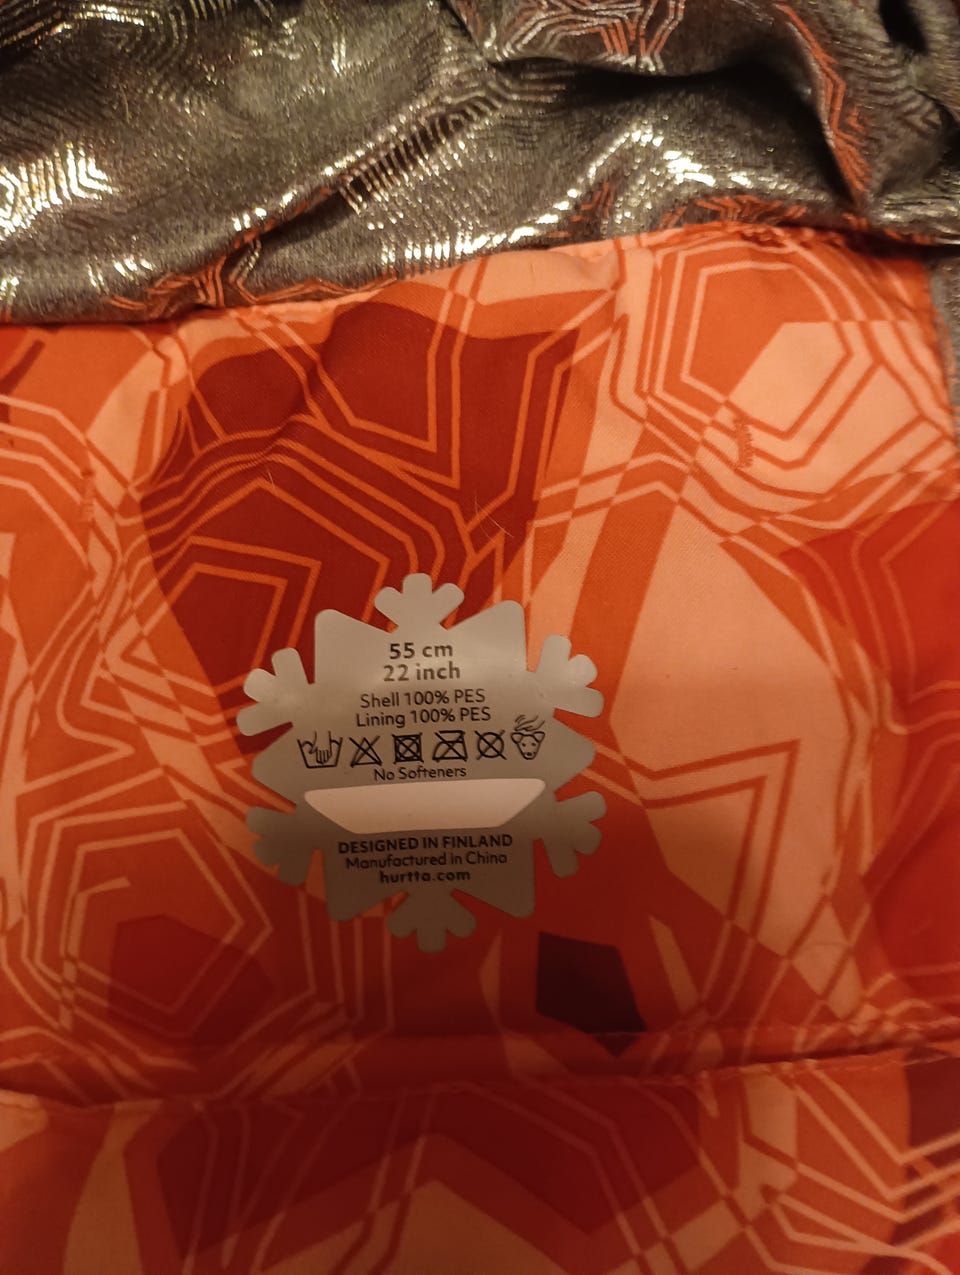 55 cm
22 inch
Shell 100% PES
Lining 100% PES
No Softeners
DESIGNED IN FINLAND
Manufactured in China
hurtta.com